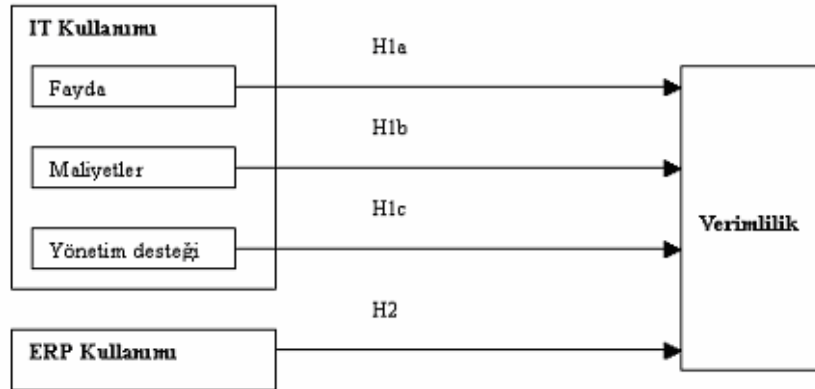 IT Kullanımı
H1a
Fayda
H1b
Maliyetler
H1c
Yönetim desteği
Verimlilik
H2
ERP Kullanımı